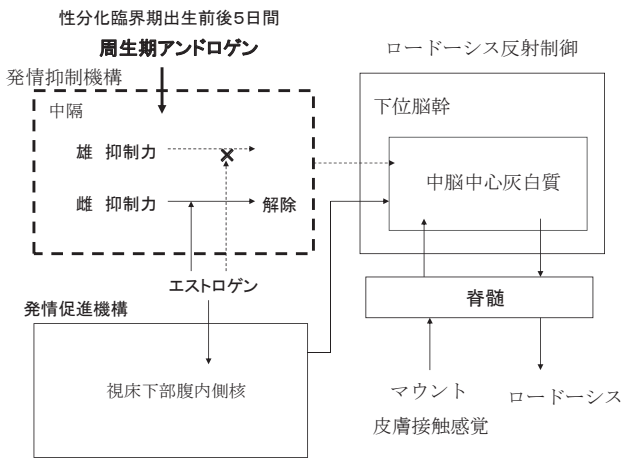 性分化臨界期出生前後5日間
周生期アンドロゲン
発情抑制機構
中隔
雄 抑制力
雌 抑制力
解除
エストロゲン
発情促進機構
視床下部腹内側核
ロードーシス反射制御
下位脳幹
中脳中心灰白質
脊髄
マウント
皮膚接触感覚
ロードーシス